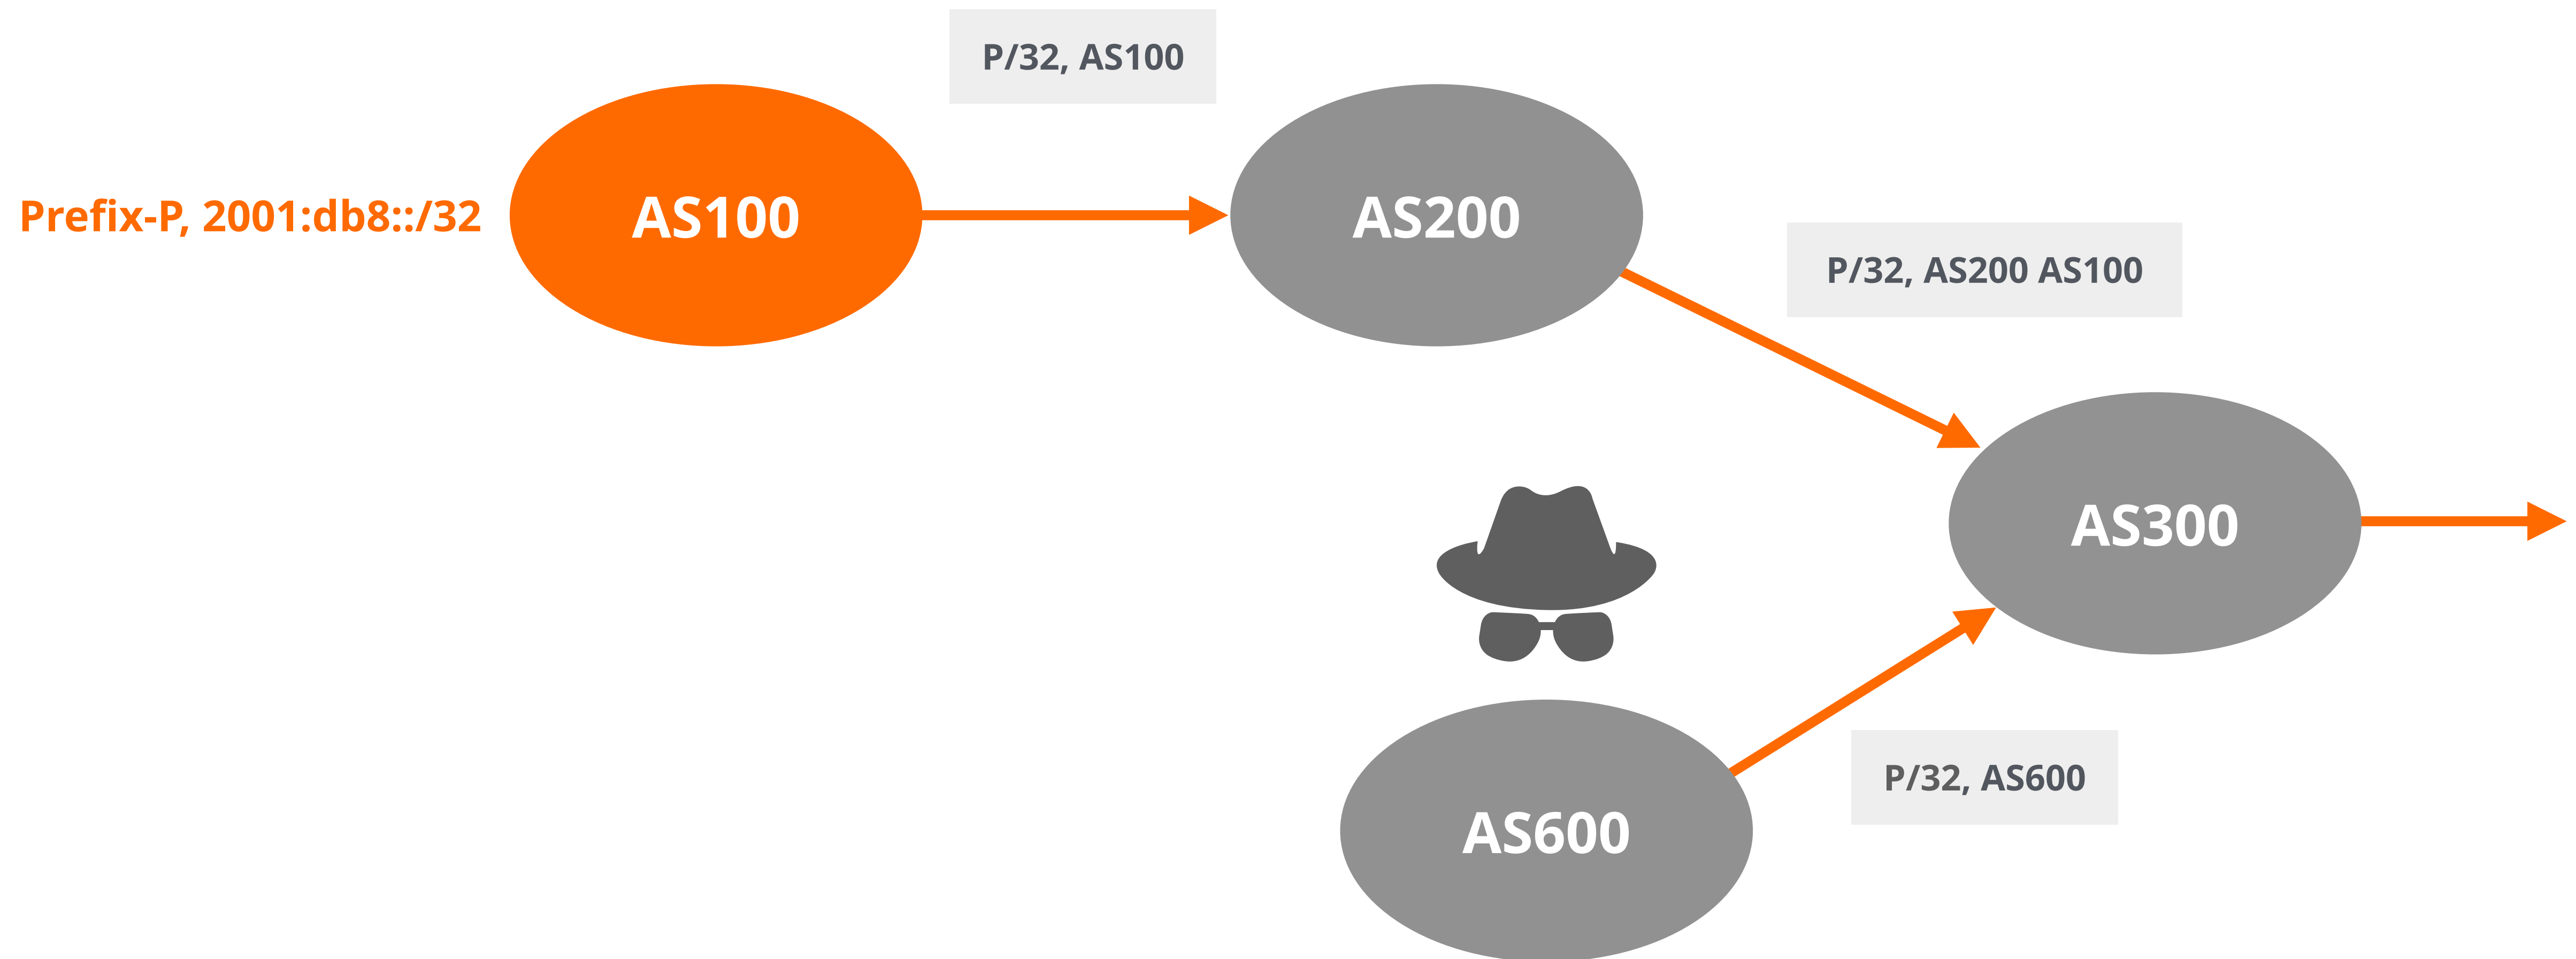 P/32, AS100
Prefix-P, 2001:db8::/32
AS100
AS200
P/32, AS200 AS100
AS300
P/32, AS600
AS600